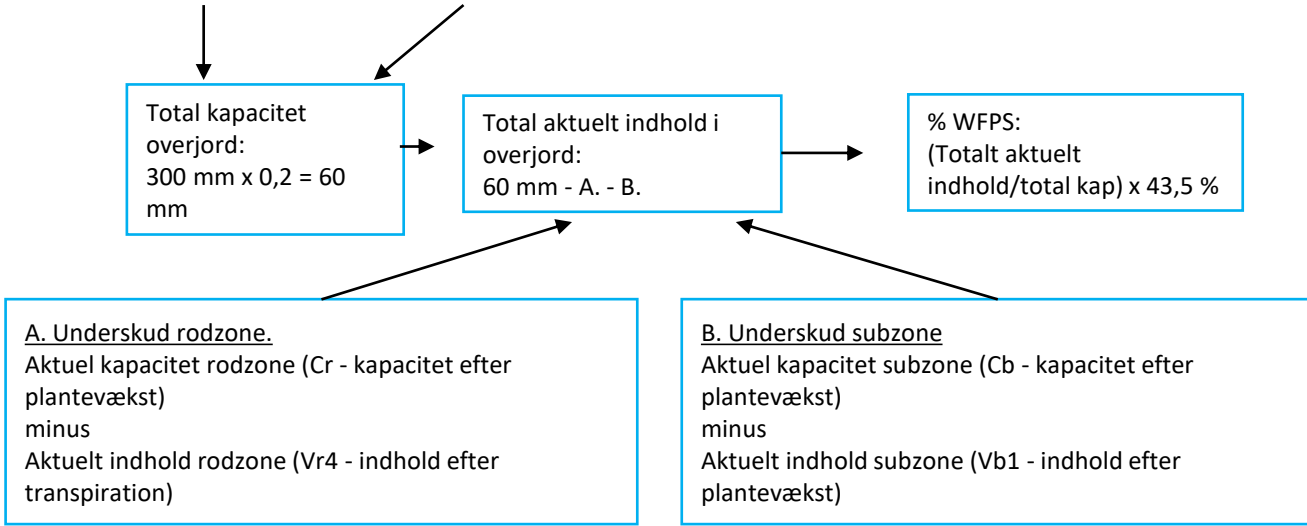 Total kapacitet
overjord:
300 mm x 0,2 = 60
mm
Total aktuelt indhold i
overjord:
60 mm - A. - B.
% WFPS:
(Totalt aktuelt
indhold/total kap) x 43,5 %
A. Underskud rodzone.
Aktuel kapacitet rodzone (Cr - kapacitet efter
plantevækst)
minus
Aktuelt indhold rodzone (Vr4 - indhold efter
transpiration)
B. Underskud subzone
Aktuel kapacitet subzone (Cb - kapacitet efter
plantevækst)
minus
Aktuelt indhold subzone (Vb1 - indhold efter
plantevækst)